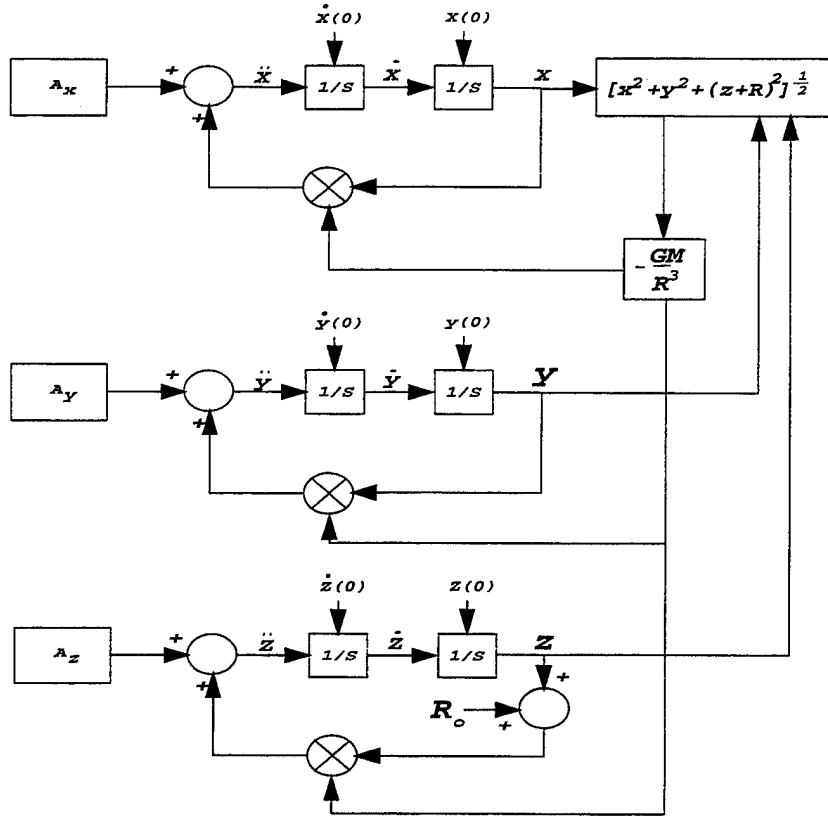 ẋ(0) x(0)
A_x + ẍ 1/S ẋ 1/S x [x²+y²+(z+R)²]^½
+
- GM
R³
ẏ(0) y(0)
A_y + ÿ 1/S ẏ 1/S y
+
ż(0) z(0)
A_z + z̈ 1/S ż 1/S z
+ +
R_o +